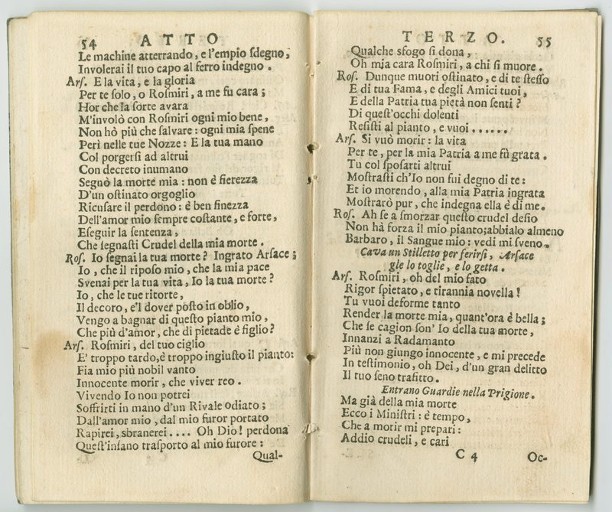 54 ATTO
Le machine atterrando, e l'empio sdegno,
Involerai il tuo capo al ferro indegno.
Ars. E la vita, e la gloria
Per te solo, o Rosmiri, a me fu cara;
Hor che la sorte avara
M'involò con Rosmiri ogni mio bene,
Non hò più che salvare: ogni mia spene
Perì nelle tue Nozze: E la tua mano
Col porgersi ad altrui
Con decreto inumano
Segnò la morte mia: non è fierezza
D'un ostinato orgoglio
Ricusare il perdono: è ben finezza
Dell'amor mio sempre costante, e forte,
Eseguir la sentenza,
Che segnasti Crudel della mia morte.
Ros. Io segnai la tua morte? Ingrato Arsace;
Io, che il riposo mio, che la mia pace
Svenai per la tua vita, Io la tua morte?
Io, che le tue ritorte,
Il decoro, e'l dover posto in oblio,
Vengo a bagnar di questo pianto mio,
Che più d'amor, che di pietade è figlio?
Ars. Rosmiri, del tuo ciglio
E' troppo tardo, è troppo ingiusto il pianto:
Fia mio più nobil vanto
Innocente morir, che viver reo.
Vivendo Io non potrei
Soffrirti in mano d'un Rivale odiato;
Dall'amor mio, dal mio furor portato
Rapirei, sbranerei.... Oh Dio! perdona
Quest'insano trasporto al mio furore:
Qual-
TERZO. 55
Qualche sfogo si dona,
Oh mia cara Rosmiri, a chi si muore.
Ros. Dunque muori ostinato, e di te stesso
E di tua Fama, e degli Amici tuoi,
E della Patria tua pietà non senti?
Di quest'occhi dolenti
Resisti al pianto, e vuoi ......
Ars. Si vuò morir: la vita
Per te, per la mia Patria a me fù grata.
Tu col sposarti altrui
Mostrasti ch'Io non fui degno di te:
Et io morendo, alla mia Patria ingrata
Mostrarò pur, che indegna ella è di me.
Ros. Ah se a smorzar questo crudel desio
Non hà forza il mio pianto; abbialo almeno
Barbaro, il Sangue mio: vedi mi sveno.
Cava un Stilletto per ferirsi, Arsace
gle lo toglie, e lo getta.
Ars. Rosmiri, oh del mio fato
Rigor spietato, e tirannia novella!
Tu vuoi deforme tanto
Render la morte mia, quant'ora è bella;
Che se cagion son' Io della tua morte,
Innanzi a Radamanto
Più non giungo innocente, e mi precede
In testimonio, oh Dei, d'un gran delitto
Il tuo seno trafitto.
Entrano Guardie nella Prigione.
Ma già della mia morte
Ecco i Ministri: è tempo,
Che a morir mi prepari:
Addio crudeli, e cari
C 4 Oc-